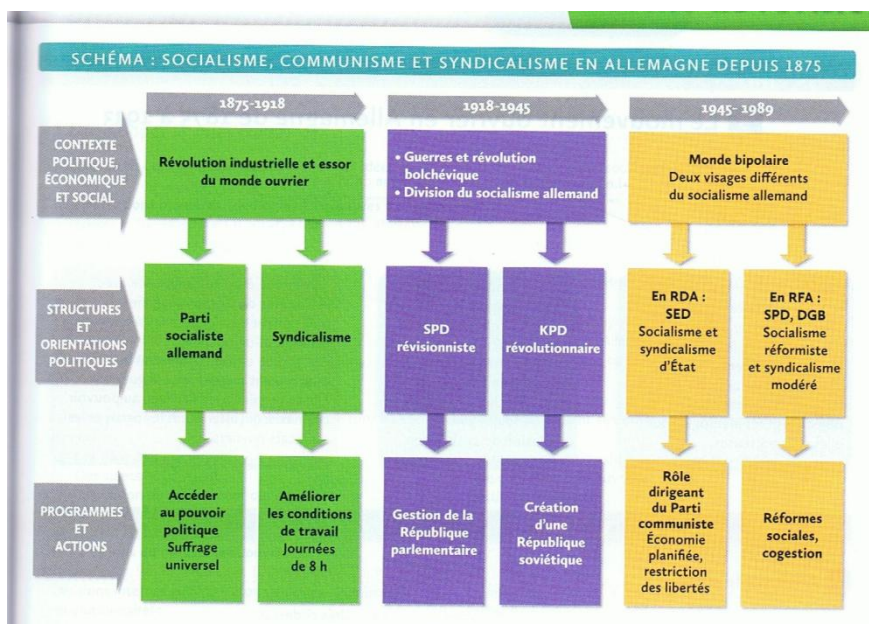 SCHÉMA : SOCIALISME, COMMUNISME ET SYNDICALISME EN ALLEMAGNE DEPUIS 1875
1875-1918
1918-1945
1945- 1989
CONTEXTE
POLITIQUE,
ÉCONOMIQUE
ET SOCIAL
Révolution industrielle et essor
du monde ouvrier
• Guerres et révolution
bolchévique
• Division du socialisme allemand
Monde bipolaire
Deux visages différents
du socialisme allemand
STRUCTURES
ET
ORIENTATIONS
POLITIQUES
Parti
socialiste
allemand
Syndicalisme
SPD
révisionniste
KPD
révolutionnaire
En RDA :
SED
Socialisme et
syndicalisme
d'État
En RFA :
SPD, DGB
Socialisme
réformiste
et syndicalisme
modéré
PROGRAMMES
ET
ACTIONS
Accéder
au pouvoir
politique
Suffrage
universel
Améliorer
les conditions
de travail
Journées
de 8 h
Gestion de la
République
parlementaire
Création
d'une
République
soviétique
Rôle
dirigeant
du Parti
communiste
Économie
planifiée,
restriction
des libertés
Réformes
sociales,
cogestion